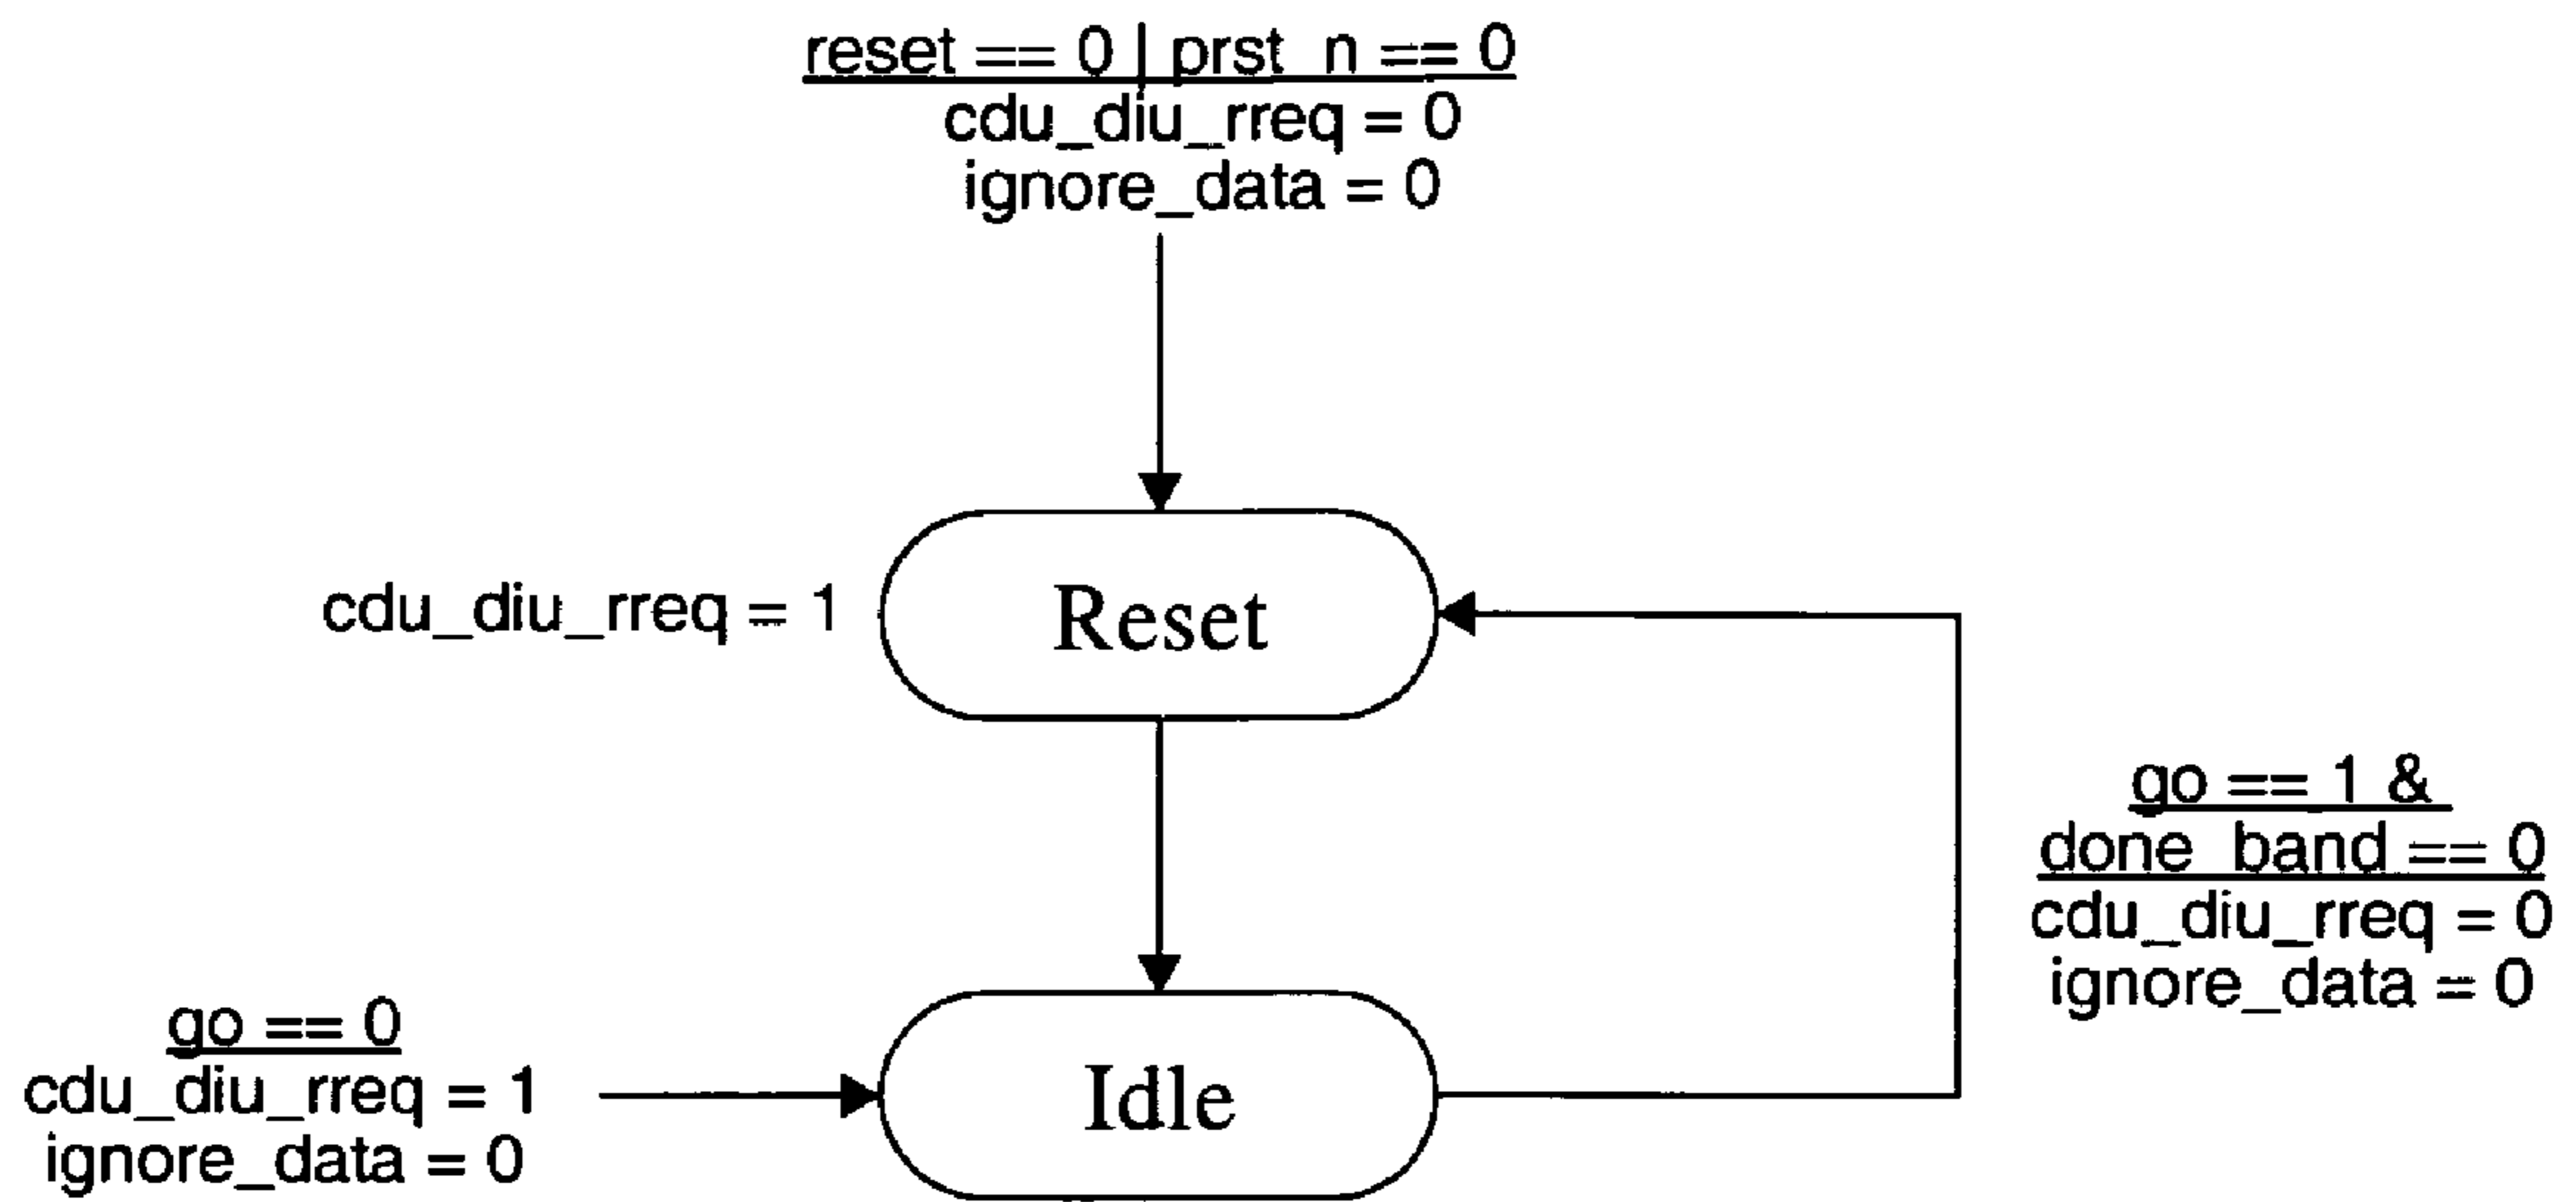 reset == 0 | prst_n == 0
cdu_diu_rreq = 0
ignore_data = 0
cdu_diu_rreq = 1
Reset
go == 1 &
done_band == 0
cdu_diu_rreq = 0
ignore_data = 0
go == 0
cdu_diu_rreq = 1
ignore_data = 0
Idle